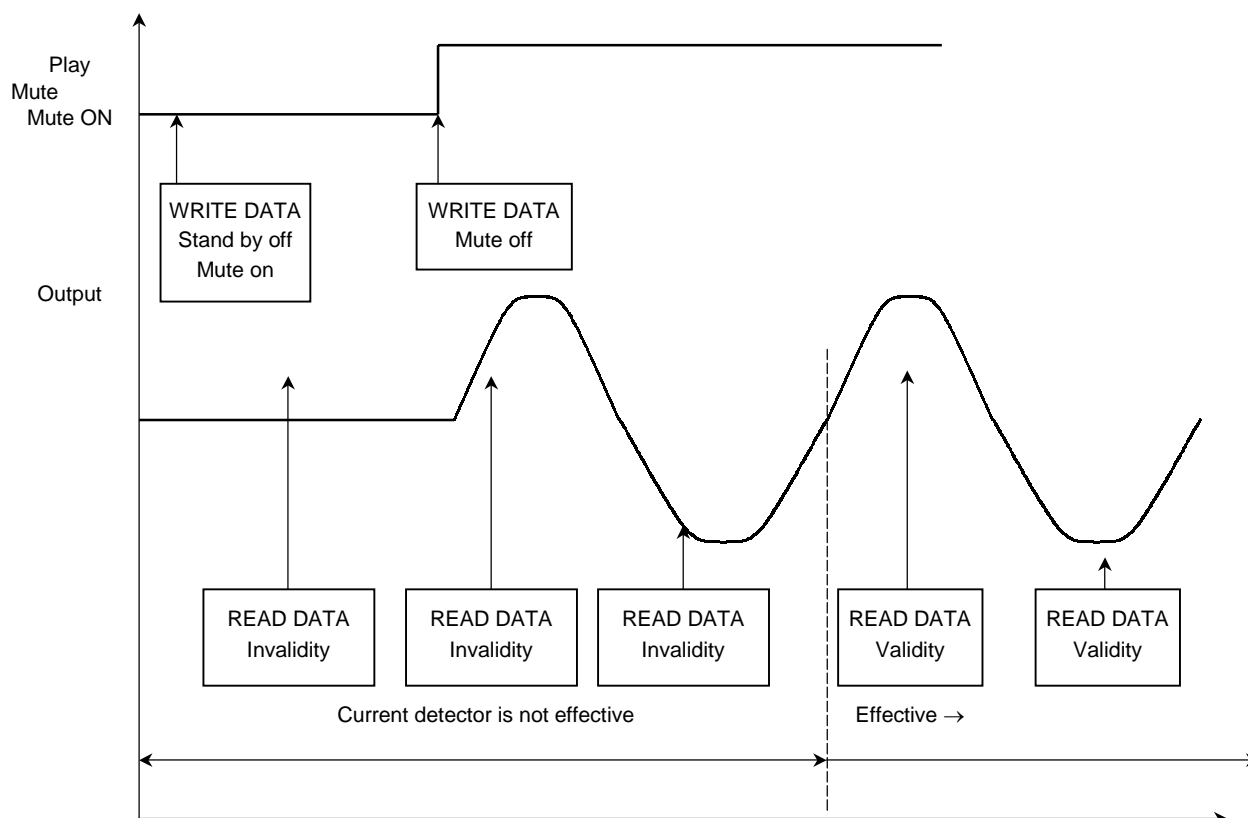 Play
Mute
Mute ON
WRITE DATA
Stand by off
Mute on
WRITE DATA
Mute off
Output
READ DATA
Invalidity
READ DATA
Invalidity
READ DATA
Invalidity
READ DATA
Validity
READ DATA
Validity
Current detector is not effective
Effective →